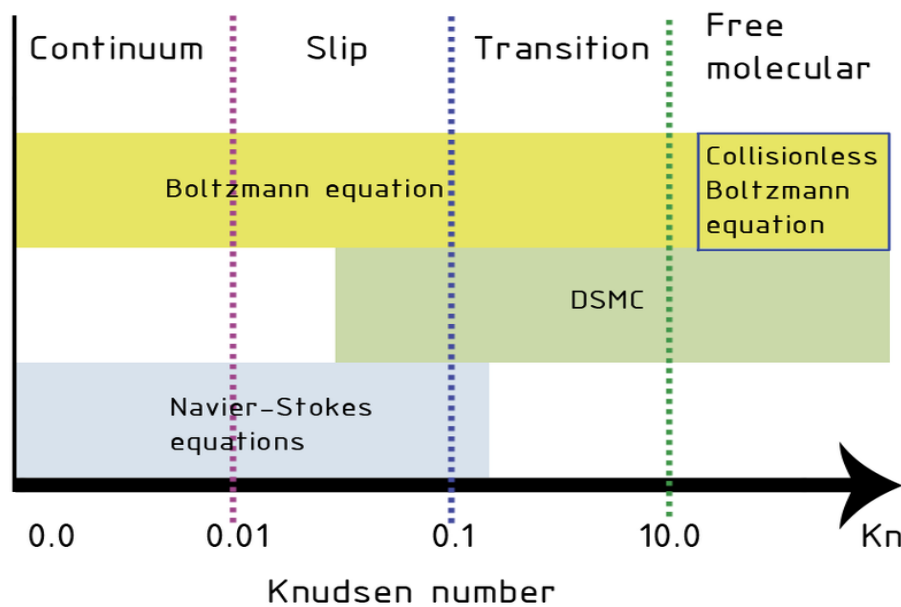 Continuum
Slip
Transition
Free
molecular
Boltzmann equation
Collisionless
Boltzmann
equation
DSMC
Navier-Stokes
equations
0.0
0.01
0.1
10.0
Kn
Knudsen number